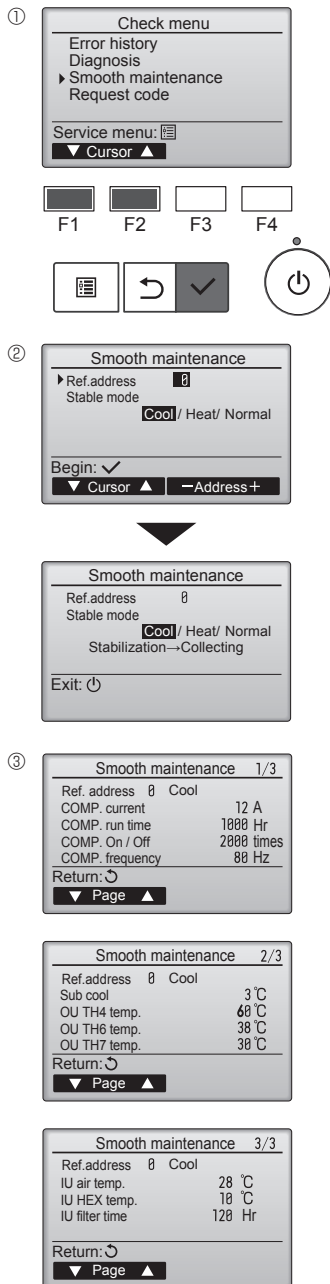 ①
Check menu
Error history
Diagnosis
Smooth maintenance
Request code
Service menu:
▼ Cursor ▲
F1 F2 F3 F4
②
Smooth maintenance
Ref.address 0
Stable mode
Cool / Heat/ Normal
Begin: ✓
▼ Cursor ▲ −Address+
Smooth maintenance
Ref.address 0
Stable mode
Cool / Heat/ Normal
Stabilization→Collecting
Exit:
③
Smooth maintenance 1/3
Ref. address 0 Cool
COMP. current 12 A
COMP. run time 1000 Hr
COMP. On / Off 2000 times
COMP. frequency 80 Hz
Return:
▼ Page ▲
Smooth maintenance 2/3
Ref.address 0 Cool
Sub cool 3 ℃
OU TH4 temp. 60 ℃
OU TH6 temp. 38 ℃
OU TH7 temp. 30 ℃
Return:
▼ Page ▲
Smooth maintenance 3/3
Ref.address 0 Cool
IU air temp. 28 ℃
IU HEX temp. 10 ℃
IU filter time 120 Hr
Return:
▼ Page ▲